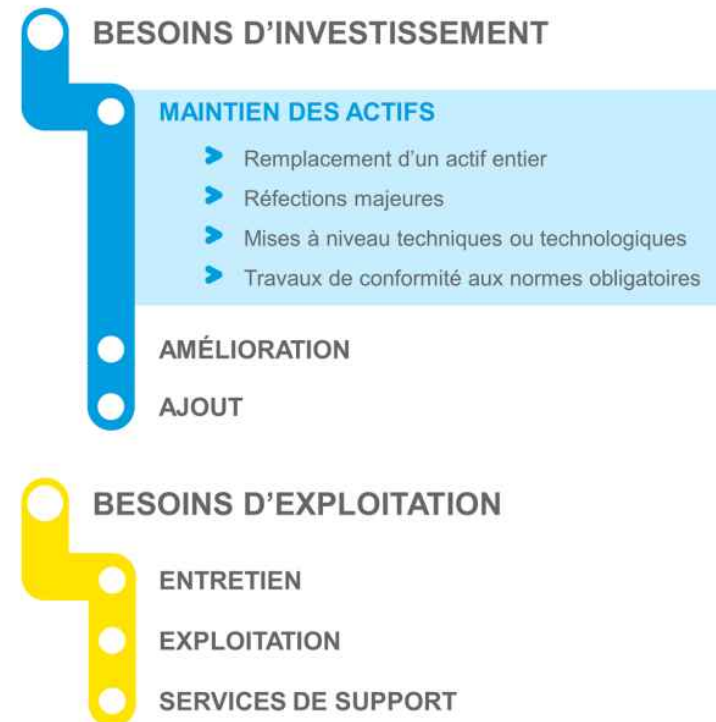 BESOINS D’INVESTISSEMENT
MAINTIEN DES ACTIFS
Remplacement d’un actif entier
Réfections majeures
Mises à niveau techniques ou technologiques
Travaux de conformité aux normes obligatoires
AMÉLIORATION
AJOUT
BESOINS D’EXPLOITATION
ENTRETIEN
EXPLOITATION
SERVICES DE SUPPORT